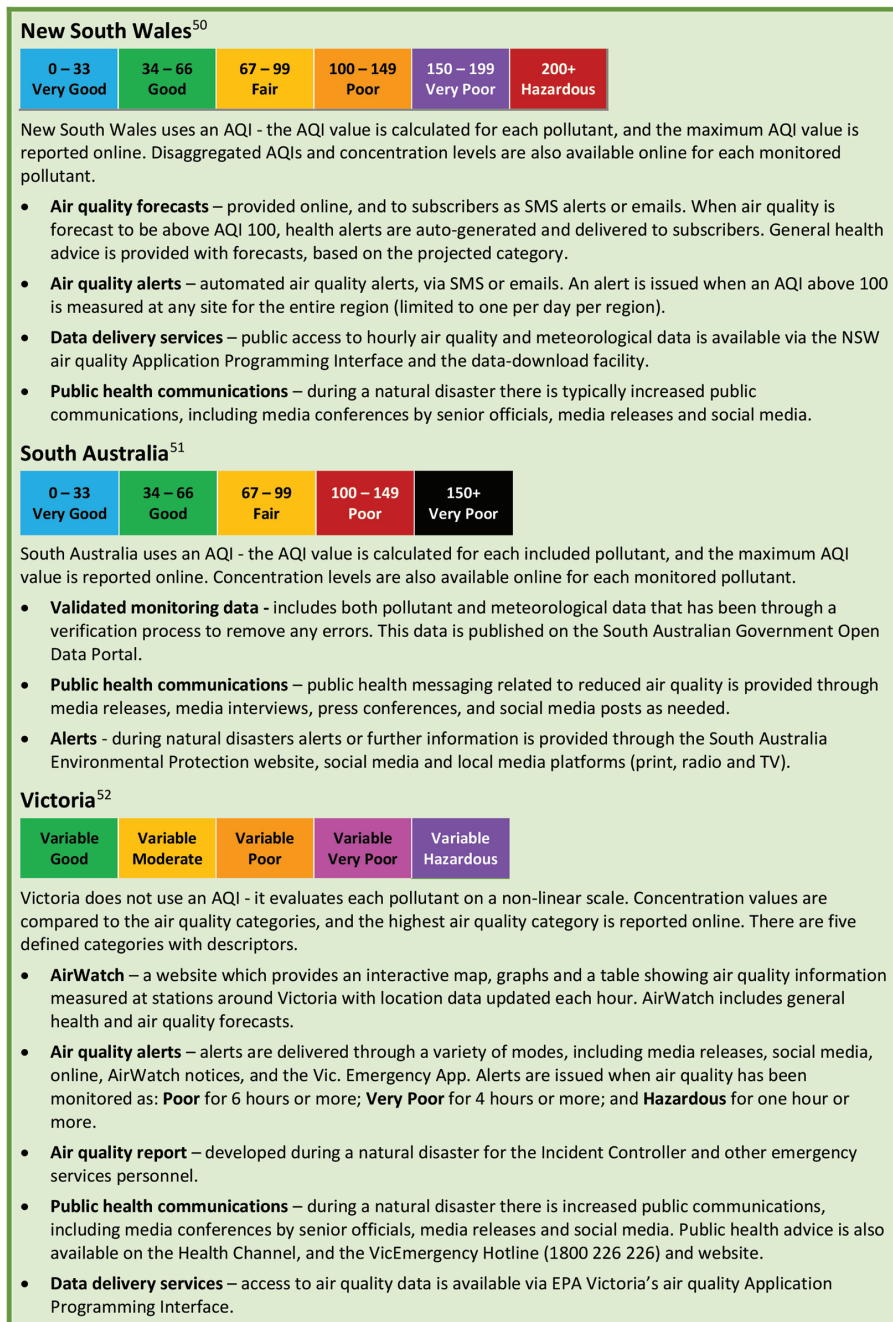 New South Wales50
0 – 33 34 – 66 67 – 99 100 – 149 150 – 199 200+
Very Good Good Fair Poor Very Poor Hazardous
New South Wales uses an AQI - the AQI value is calculated for each pollutant, and the maximum AQI value is
reported online. Disaggregated AQIs and concentration levels are also available online for each monitored
pollutant.
• Air quality forecasts – provided online, and to subscribers as SMS alerts or emails. When air quality is
forecast to be above AQI 100, health alerts are auto-generated and delivered to subscribers. General health
advice is provided with forecasts, based on the projected category.
• Air quality alerts – automated air quality alerts, via SMS or emails. An alert is issued when an AQI above 100
is measured at any site for the entire region (limited to one per day per region).
• Data delivery services – public access to hourly air quality and meteorological data is available via the NSW
air quality Application Programming Interface and the data-download facility.
• Public health communications – during a natural disaster there is typically increased public
communications, including media conferences by senior officials, media releases and social media.
South Australia51
0 – 33 34 – 66 67 – 99 100 – 149 150+
Very Good Good Fair Poor Very Poor
South Australia uses an AQI - the AQI value is calculated for each included pollutant, and the maximum AQI
value is reported online. Concentration levels are also available online for each monitored pollutant.
• Validated monitoring data - includes both pollutant and meteorological data that has been through a
verification process to remove any errors. This data is published on the South Australian Government Open
Data Portal.
• Public health communications – public health messaging related to reduced air quality is provided through
media releases, media interviews, press conferences, and social media posts as needed.
• Alerts - during natural disasters alerts or further information is provided through the South Australia
Environmental Protection website, social media and local media platforms (print, radio and TV).
Victoria52
Variable Variable Variable Variable Variable
Good Moderate Poor Very Poor Hazardous
Victoria does not use an AQI - it evaluates each pollutant on a non-linear scale. Concentration values are
compared to the air quality categories, and the highest air quality category is reported online. There are five
defined categories with descriptors.
• AirWatch – a website which provides an interactive map, graphs and a table showing air quality information
measured at stations around Victoria with location data updated each hour. AirWatch includes general
health and air quality forecasts.
• Air quality alerts – alerts are delivered through a variety of modes, including media releases, social media,
online, AirWatch notices, and the Vic. Emergency App. Alerts are issued when air quality has been
monitored as: Poor for 6 hours or more; Very Poor for 4 hours or more; and Hazardous for one hour or
more.
• Air quality report – developed during a natural disaster for the Incident Controller and other emergency
services personnel.
• Public health communications – during a natural disaster there is increased public communications,
including media conferences by senior officials, media releases and social media. Public health advice is also
available on the Health Channel, and the VicEmergency Hotline (1800 226 226) and website.
• Data delivery services – access to air quality data is available via EPA Victoria’s air quality Application
Programming Interface.